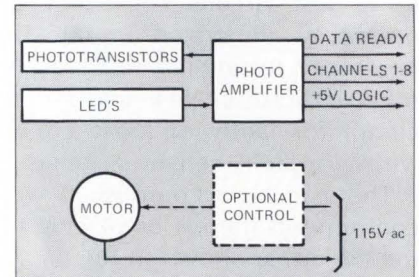 DATA READY
PHOTOTRANSISTORS
PHOTO
AMPLIFIER
CHANNELS 1-8
LED'S
+5V LOGIC
MOTOR
OPTIONAL
CONTROL
115V ac